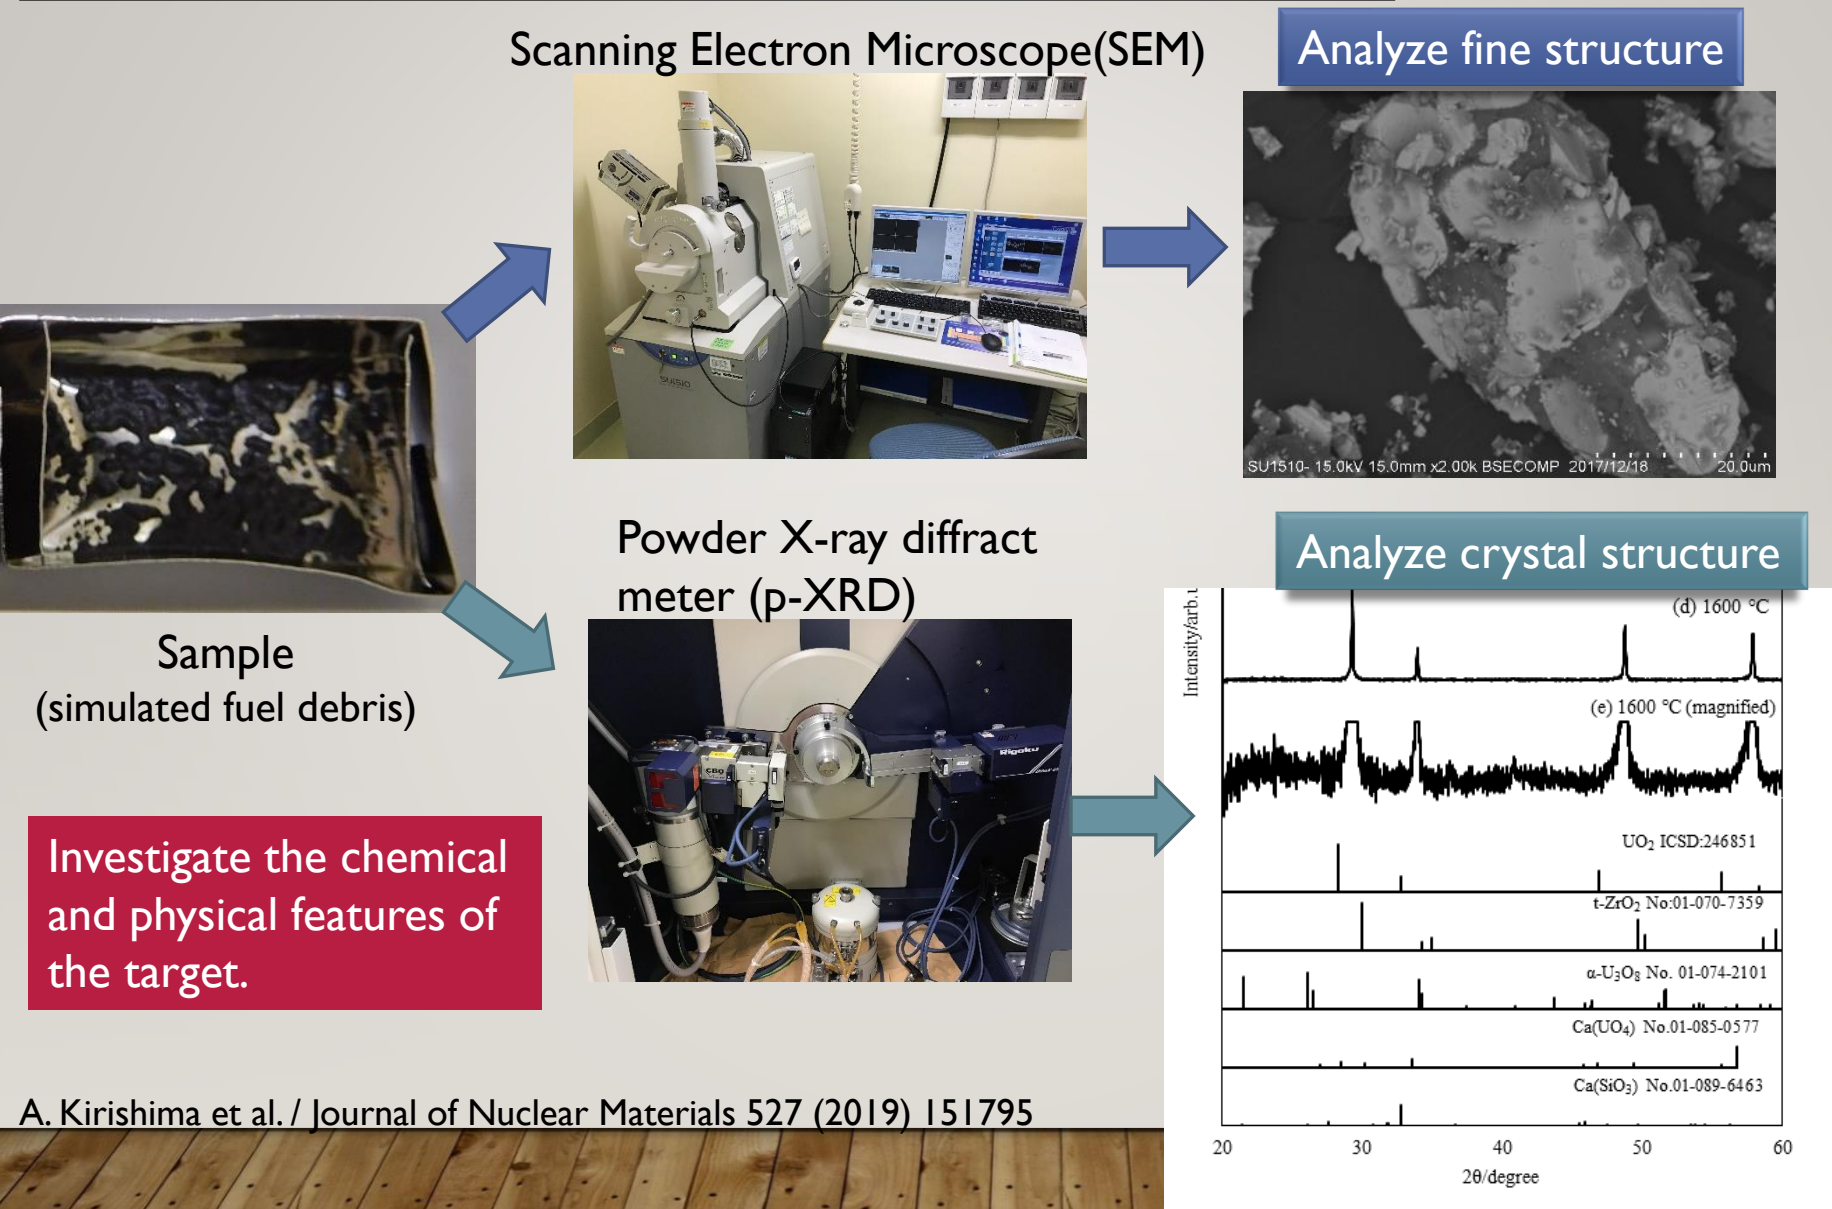 Scanning Electron Microscope(SEM)
Analyze fine structure
SU1510- 15.0kV 15.0mm x2.00k BSECOMP 2017/12/18
20.0um
Sample
(simulated fuel debris)
Powder X-ray diffract
meter (p-XRD)
Rigaku
CBO
Analyze crystal structure
Intensity/arb.u
(d) 1600 °C
(e) 1600 °C (magnified)
UO₂ ICSD:246851
t-ZrO₂ No:01-070-7359
α-U₃O₈ No. 01-074-2101
Ca(UO₄) No.01-085-0577
Ca(SiO₃) No.01-089-6463
20 30 40 50 60
2θ/degree
Investigate the chemical
and physical features of
the target.
A. Kirishima et al. / Journal of Nuclear Materials 527 (2019) 151795